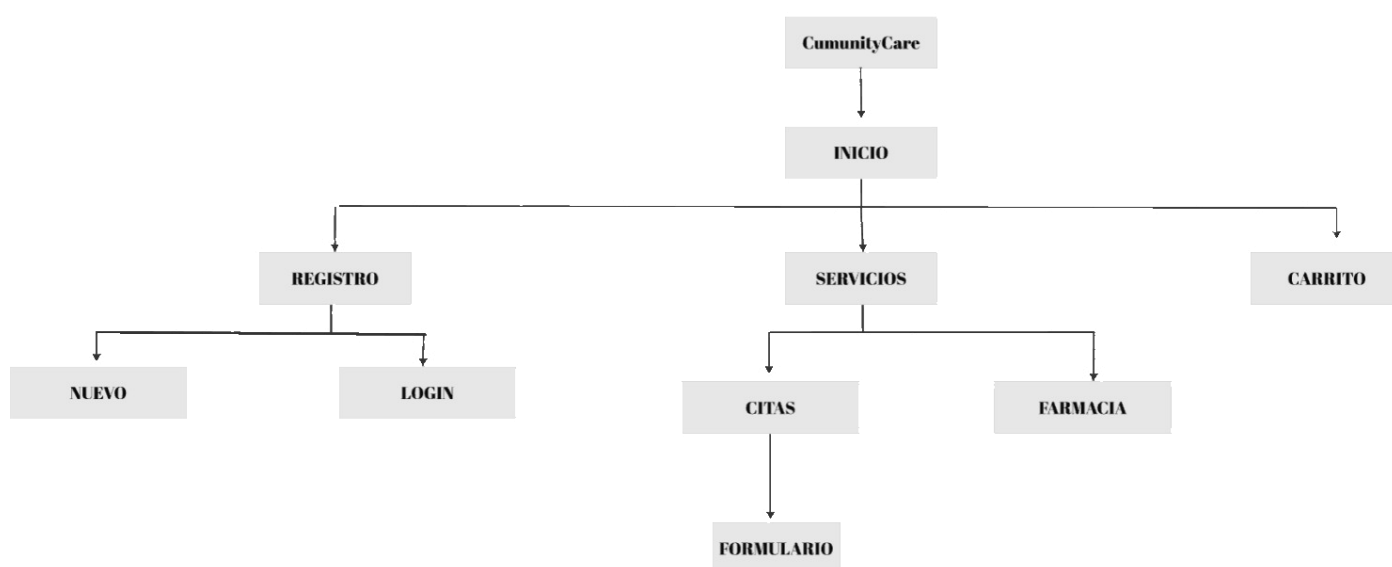 CumunityCare
INICIO
REGISTRO
SERVICIOS
CARRITO
NUEVO
LOGIN
CITAS
FARMACIA
FORMULARIO